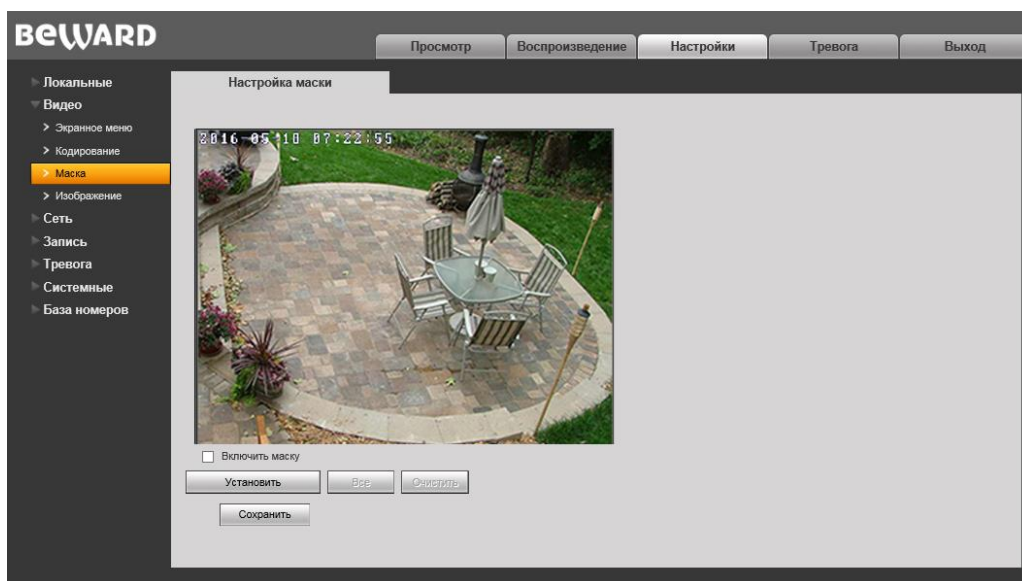 BEWARD
Просмотр Воспроизведение Настройки Тревога Выход
Локальные
Видео
Экранное меню
Кодирование
Маска
Изображение
Сеть
Запись
Тревога
Системные
База номеров
Настройка маски
2016-05-10 07:22:55
Включить маску
Установить Все Очистить
Сохранить